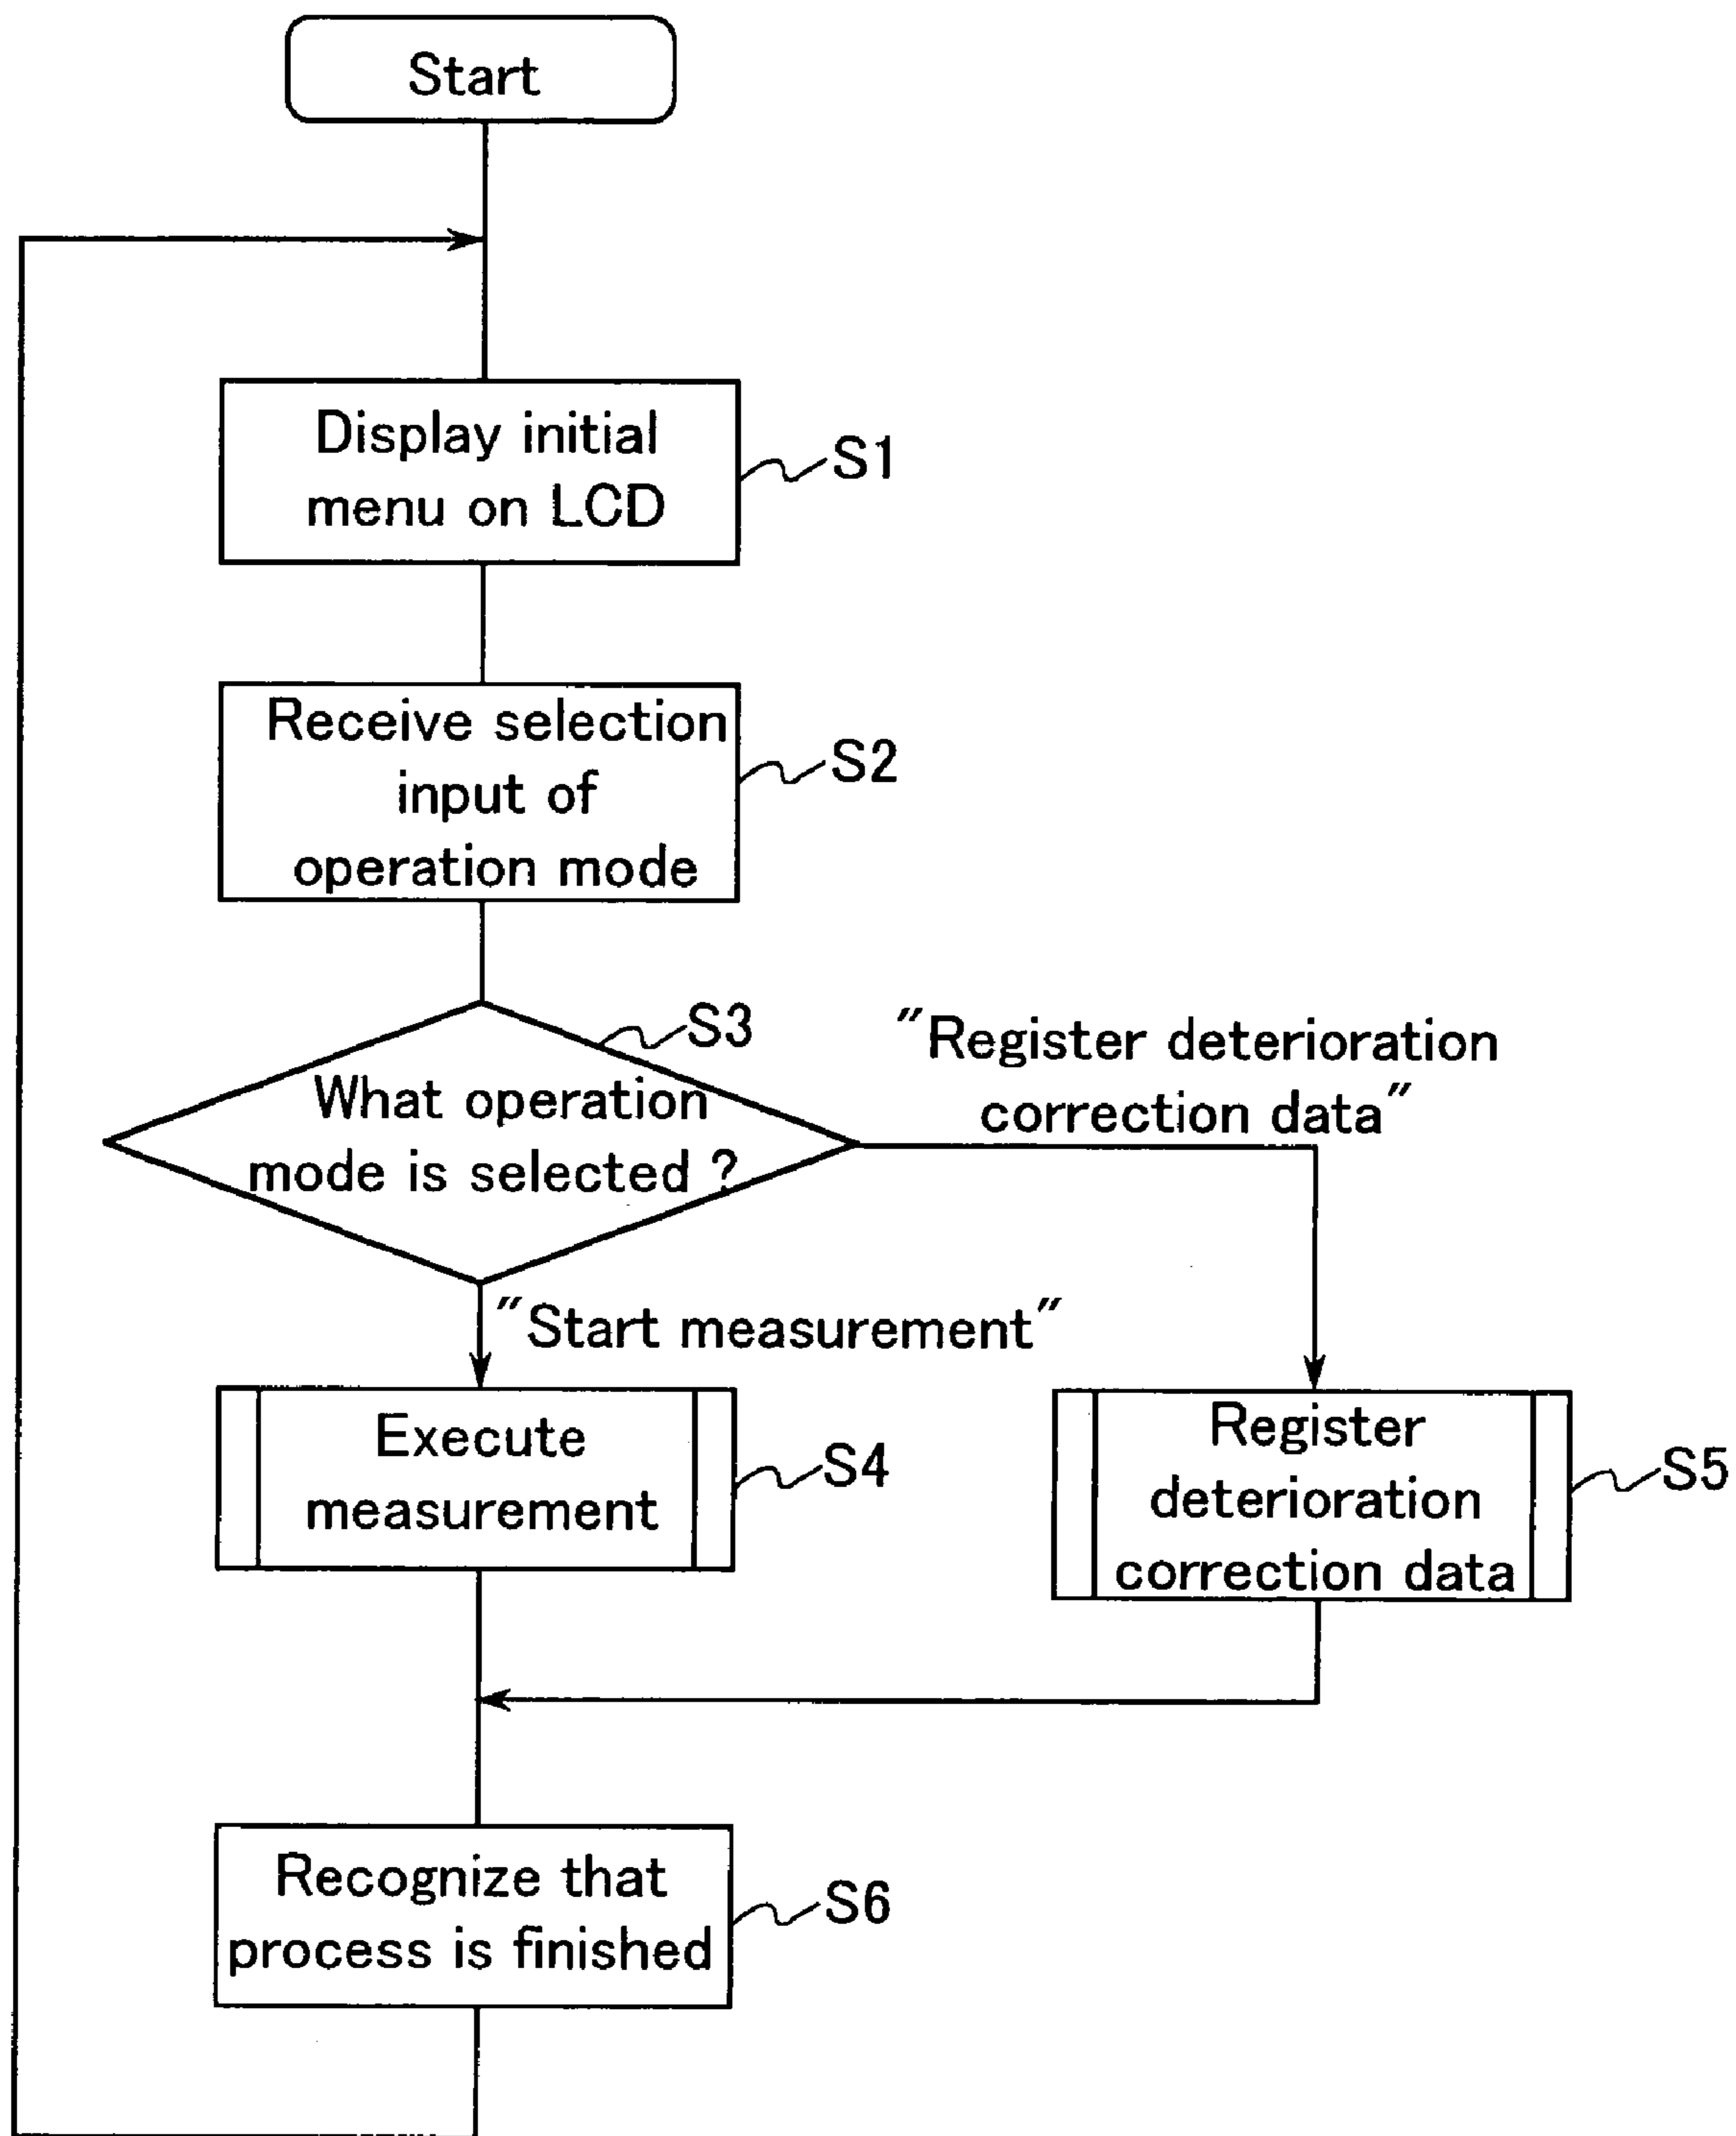 Start
Display initial
menu on LCD
S1
Receive selection
input of
operation mode
S2
S3
What operation
mode is selected ?
"Register deterioration
correction data"
"Start measurement"
Execute
measurement
S4
Register
deterioration
correction data
S5
Recognize that
process is finished
S6